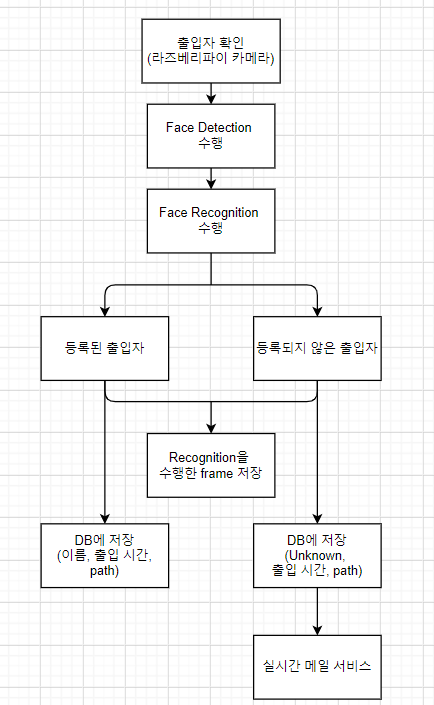 출입자 확인
(라즈베리파이 카메라)
Face Detection
수행
Face Recognition
수행
등록된 출입자
등록되지 않은 출입자
Recognition을
수행한 frame 저장
DB에 저장
(이름, 출입 시간,
path)
DB에 저장
(Unknown,
출입 시간, path)
실시간 메일 서비스